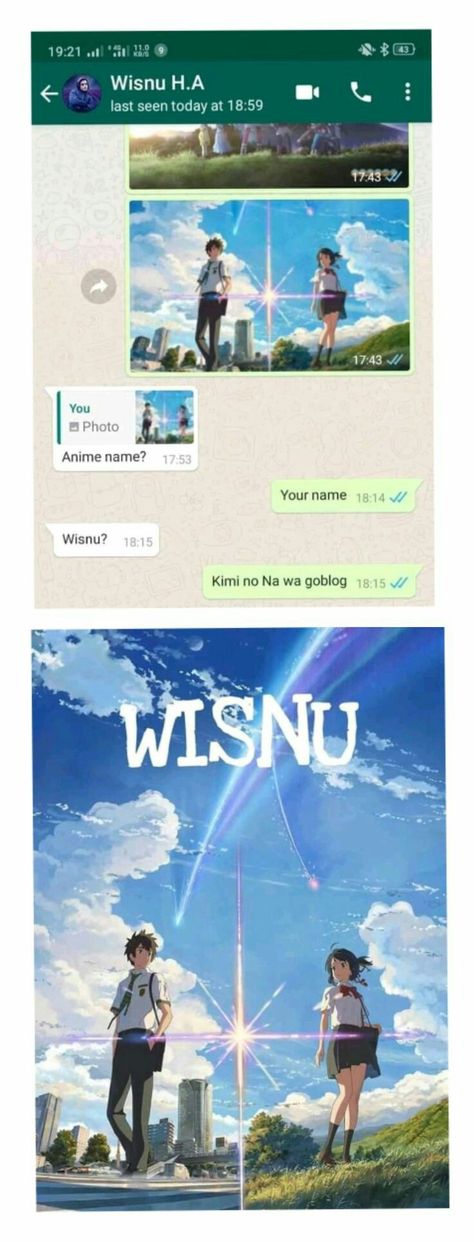 19:21 4G 11.0 KB/S 9 43
Wisnu H.A
last seen today at 18:59
17:43
17:43
You
Photo
Anime name? 17:53
Your name 18:14
Wisnu? 18:15
Kimi no Na wa goblog 18:15
WISNU